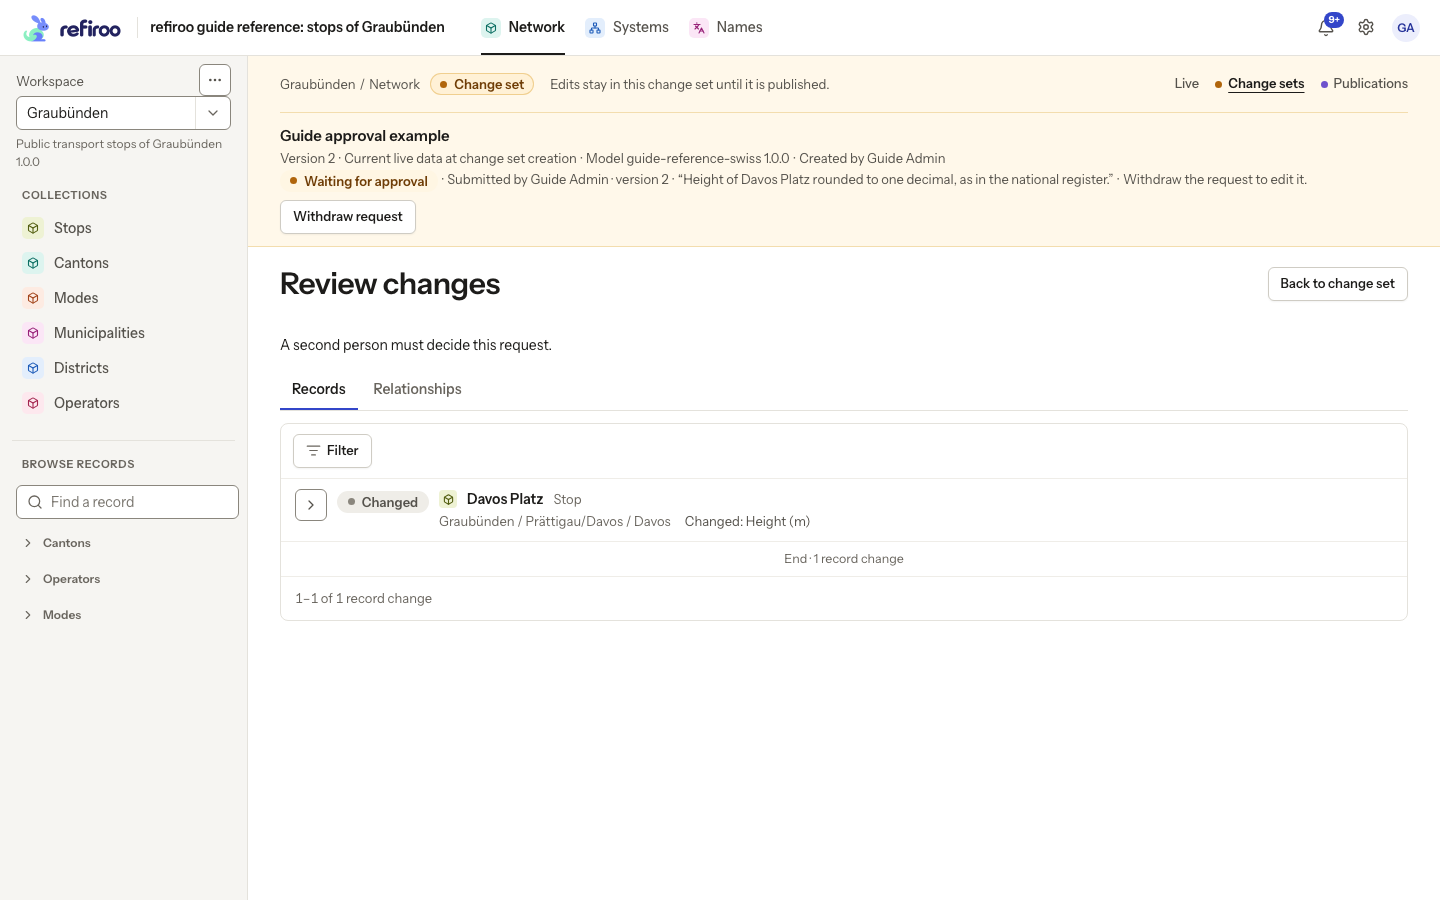 refiroo
refiroo guide reference: stops of Graubünden
Network
Systems
Names
9+
GA
Workspace
Graubünden
Public transport stops of Graubünden
1.0.0
COLLECTIONS
Stops
Cantons
Modes
Municipalities
Districts
Operators
BROWSE RECORDS
Find a record
Cantons
Operators
Modes
Graubünden / Network
Change set
Edits stay in this change set until it is published.
Live
Change sets
Publications
Guide approval example
Version 2 · Current live data at change set creation · Model guide-reference-swiss 1.0.0 · Created by Guide Admin
Waiting for approval · Submitted by Guide Admin · version 2 · “Height of Davos Platz rounded to one decimal, as in the national register.” · Withdraw the request to edit it.
Withdraw request
Review changes
Back to change set
A second person must decide this request.
Records
Relationships
Filter
Changed
Davos Platz Stop
Graubünden / Prättigau/Davos / Davos Changed: Height (m)
End · 1 record change
1–1 of 1 record change